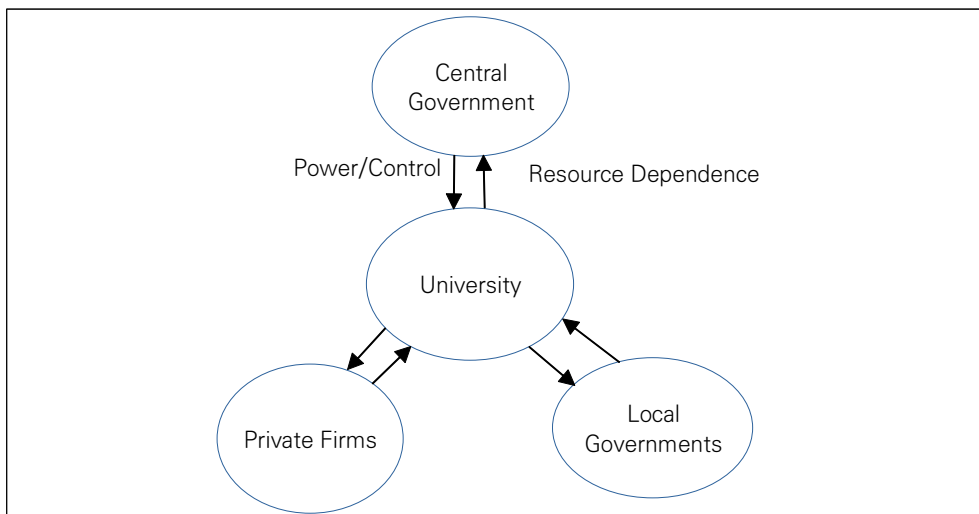 Central
Government
Power/Control
Resource Dependence
University
Private Firms
Local
Governments